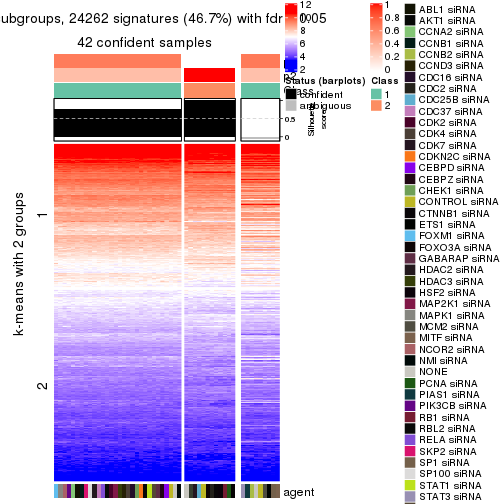 ubgroups, 24262 signatures (46.7%) with fdr 0.05
42 confident samples
k-means with 2 groups
1
2
agent
12
10
8
6
4
2
1
0.8
0.6
0.4
0.2
0
Class
Status (barplots)
confident
ambiguous
Class
1
2
0.5
0
Silhouette
score
ABL1 siRNA
AKT1 siRNA
CCNA2 siRNA
CCNB1 siRNA
CCNB2 siRNA
CCND3 siRNA
CDC16 siRNA
CDC2 siRNA
CDC25B siRNA
CDC37 siRNA
CDK2 siRNA
CDK4 siRNA
CDK7 siRNA
CDKN2C siRNA
CEBPD siRNA
CEBPZ siRNA
CHEK1 siRNA
CONTROL siRNA
CTNNB1 siRNA
ETS1 siRNA
FOXM1 siRNA
FOXO3A siRNA
GABARAP siRNA
HDAC2 siRNA
HDAC3 siRNA
HSF2 siRNA
MAP2K1 siRNA
MAPK1 siRNA
MCM2 siRNA
MITF siRNA
NCOR2 siRNA
NMI siRNA
NONE
PCNA siRNA
PIAS1 siRNA
PIK3CB siRNA
RB1 siRNA
RBL2 siRNA
RELA siRNA
SKP2 siRNA
SP1 siRNA
SP100 siRNA
STAT1 siRNA
STAT3 siRNA